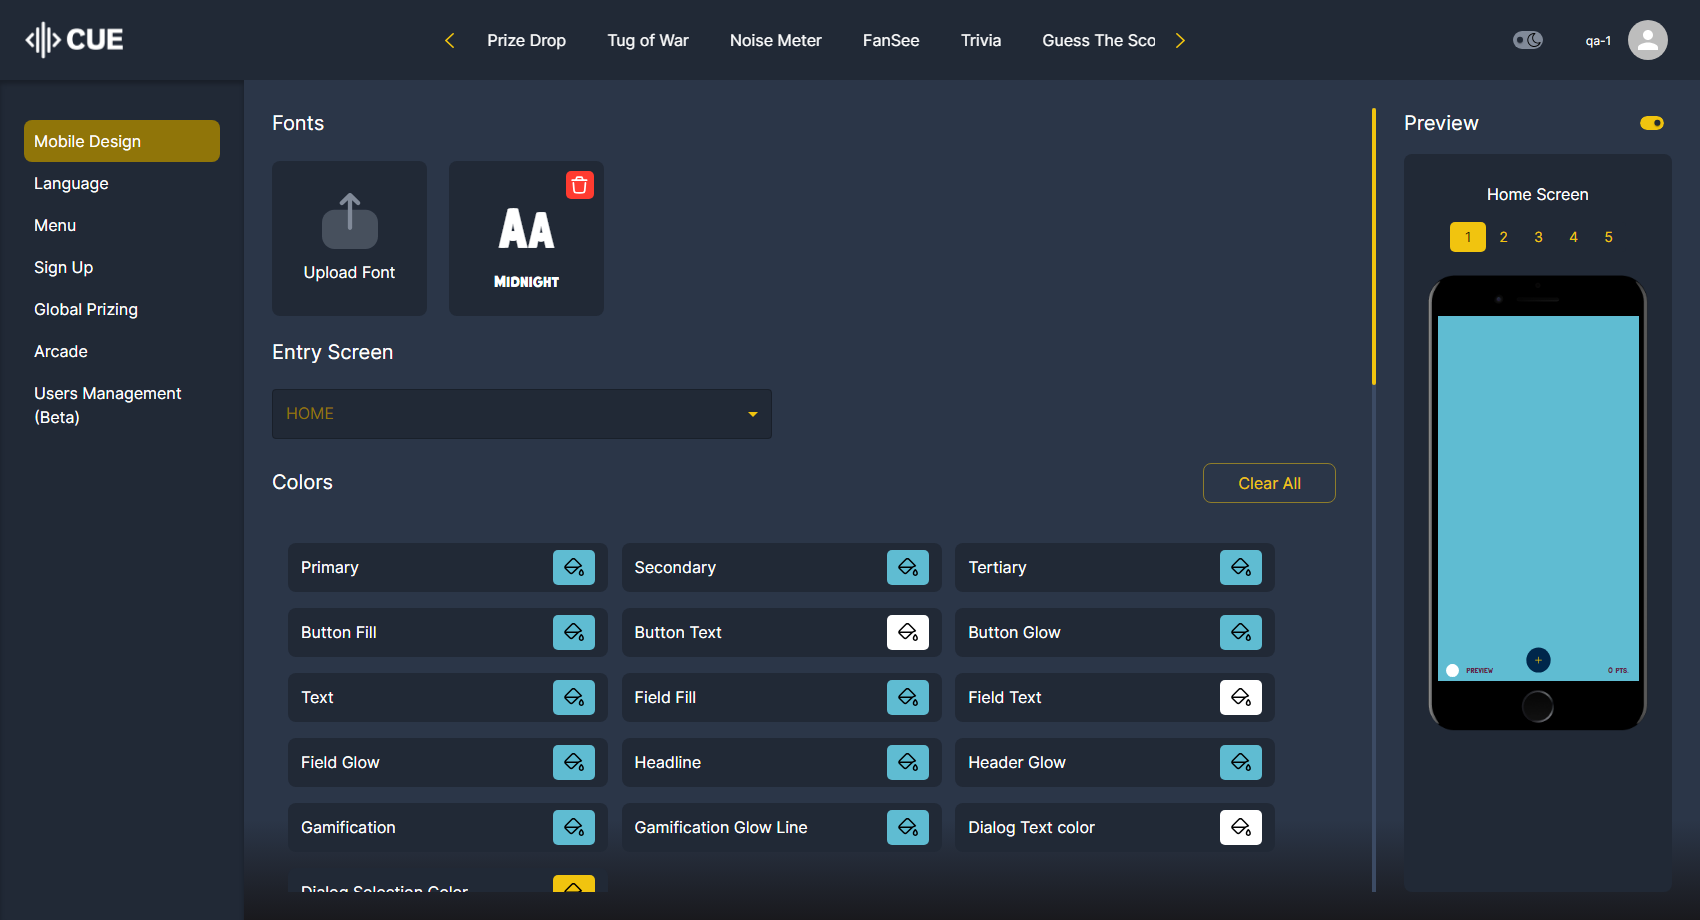 CUE
Prize Drop
Tug of War
Noise Meter
FanSee
Trivia
Guess The Sco
qa-1
Mobile Design
Language
Menu
Sign Up
Global Prizing
Arcade
Users Management
(Beta)
Fonts
Upload Font
AA
MIDNIGHT
Entry Screen
HOME
Colors
Clear All
Primary
Secondary
Tertiary
Button Fill
Button Text
Button Glow
Text
Field Fill
Field Text
Field Glow
Headline
Header Glow
Gamification
Gamification Glow Line
Dialog Text color
Dialog Selection Color
Preview
Home Screen
1 2 3 4 5
PREVIEW
+
0 PTS